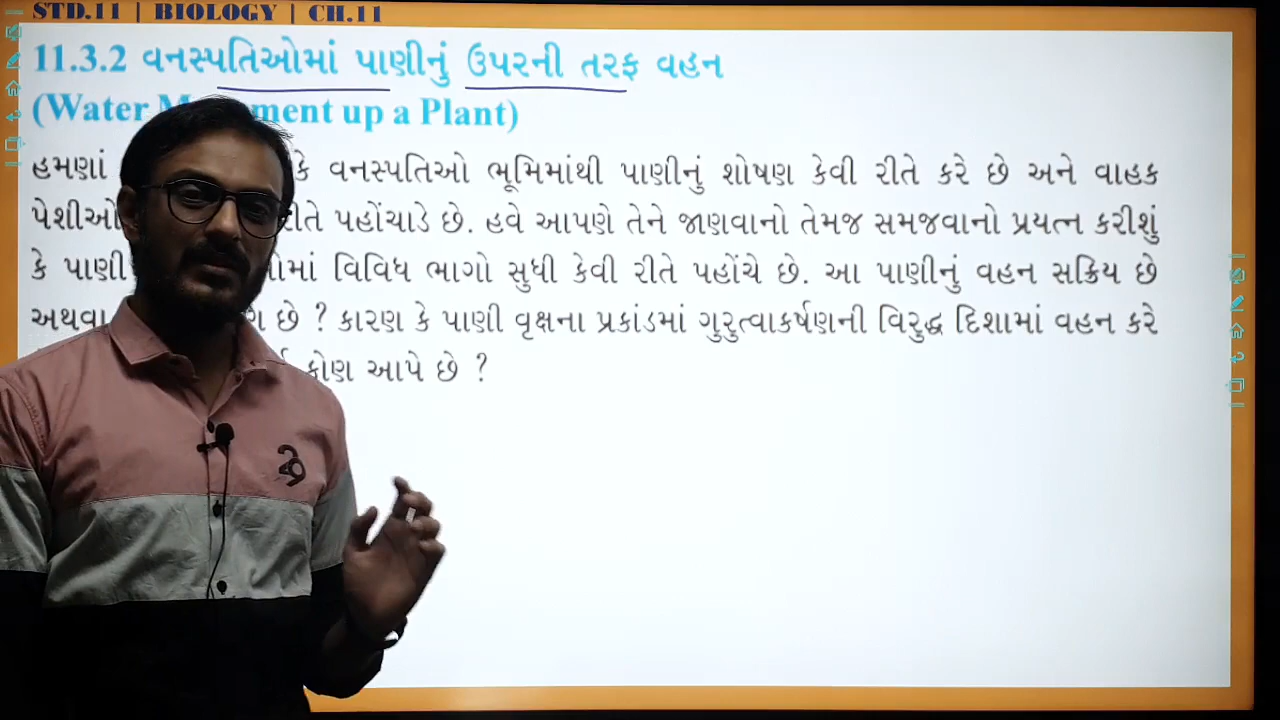 STD.11 | BIOLOGY | CH.11
11.3.2 વનસ્પતિઓમાં પાણીનું ઉપરની તરફ વહન
(Water up a Plant)
હમણાં કે વનસ્પતિઓ ભૂમિમાંથી પાણીનું શોષણ કેવી રીતે કરે છે અને વાહક
પેશીઓ રીતે પહોંચાડે છે. હવે આપણે તેને જાણવાનો તેમજ સમજવાનો પ્રયત્ન કરીશું
કે પાણી વિવિધ ભાગો સુધી કેવી રીતે પહોંચે છે. આ પાણીનું વહન સક્રિય છે
અથવા છે ? કારણ કે પાણી વૃક્ષના પ્રકાંડમાં ગુરુત્વાકર્ષણની વિરુદ્ધ દિશામાં વહન કરે
કોણ આપે છે ?